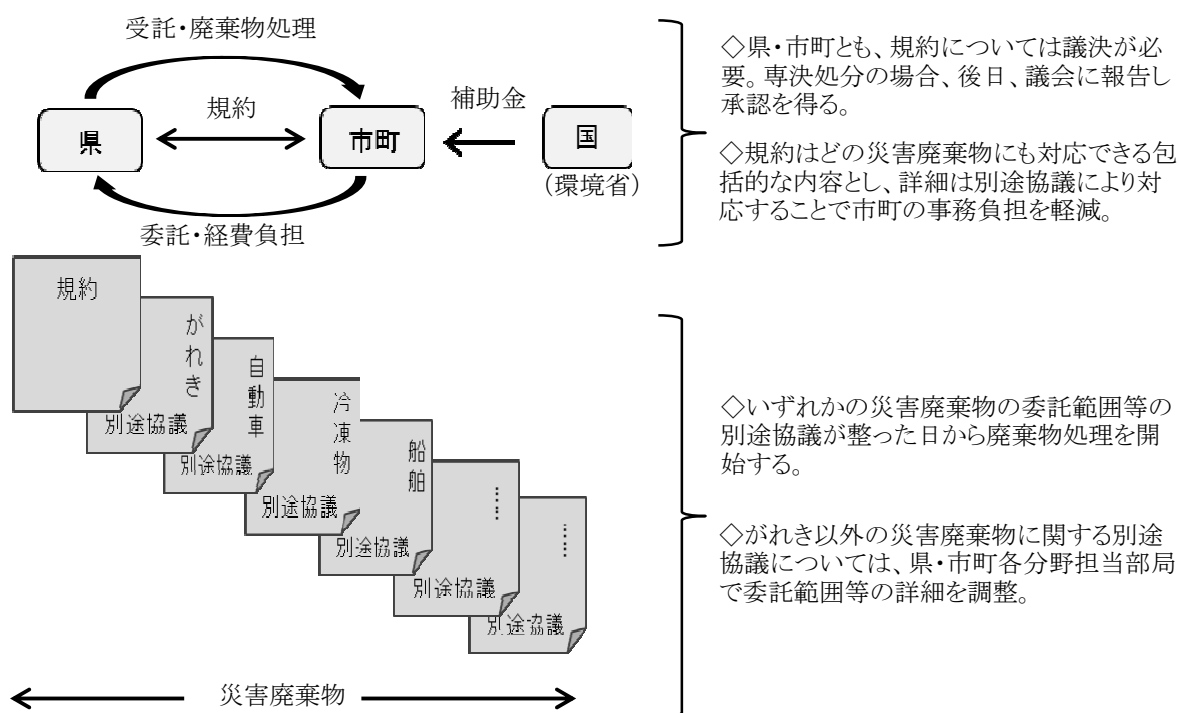 受託・廃棄物処理
県
規約
市町
補助金
国
(環境省)
委託・経費負担
◇県・市町とも、規約については議決が必
要。専決処分の場合、後日、議会に報告し
承認を得る。
◇規約はどの災害廃棄物にも対応できる包
括的な内容とし、詳細は別途協議により対
応することで市町の事務負担を軽減。
規約
がれき
別途協議
自動車
別途協議
冷凍物
別途協議
船舶
別途協議
……
別途協議
……
別途協議
災害廃棄物
◇いずれかの災害廃棄物の委託範囲等の
別途協議が整った日から廃棄物処理を開
始する。
◇がれき以外の災害廃棄物に関する別途
協議については、県・市町各分野担当部局
で委託範囲等の詳細を調整。